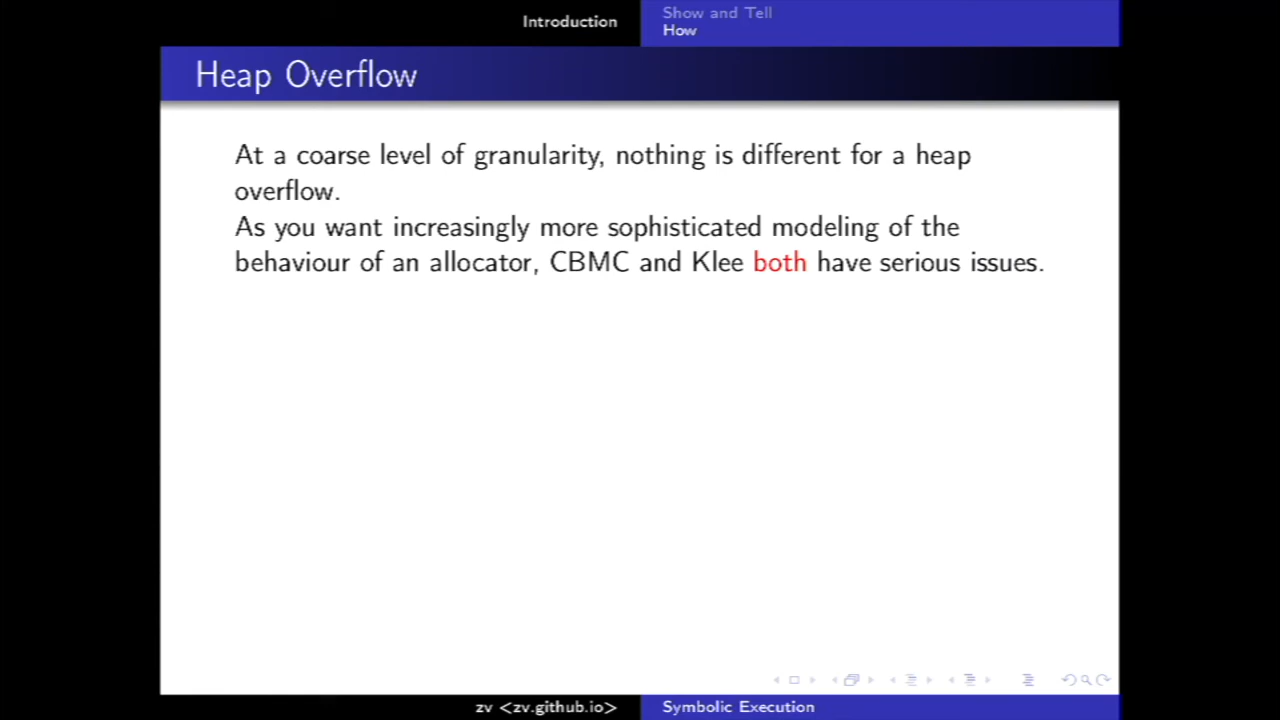 Introduction
Show and Tell
How
Heap Overflow
At a coarse level of granularity, nothing is different for a heap
overflow.
As you want increasingly more sophisticated modeling of the
behaviour of an allocator, CBMC and Klee both have serious issues.
zv <zv.github.io>
Symbolic Execution